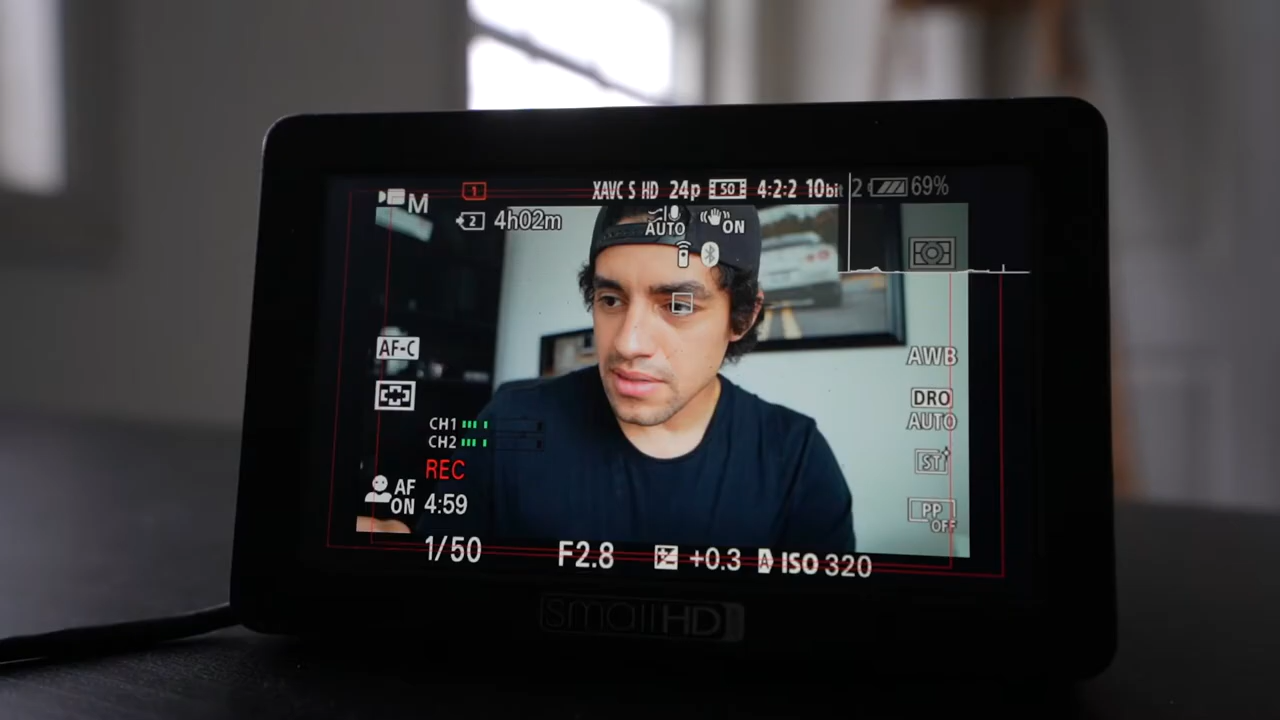 M 1 XAVC S HD 24p 50 4:2:2 10bit 2 69%
2 4h02m AUTO ON
AF-C
AWB
DRO
AUTO
CH1
CH2
REC
ST
AF
ON
4:59
PP
OFF
1/50 F2.8 +0.3 A ISO 320
smallHD